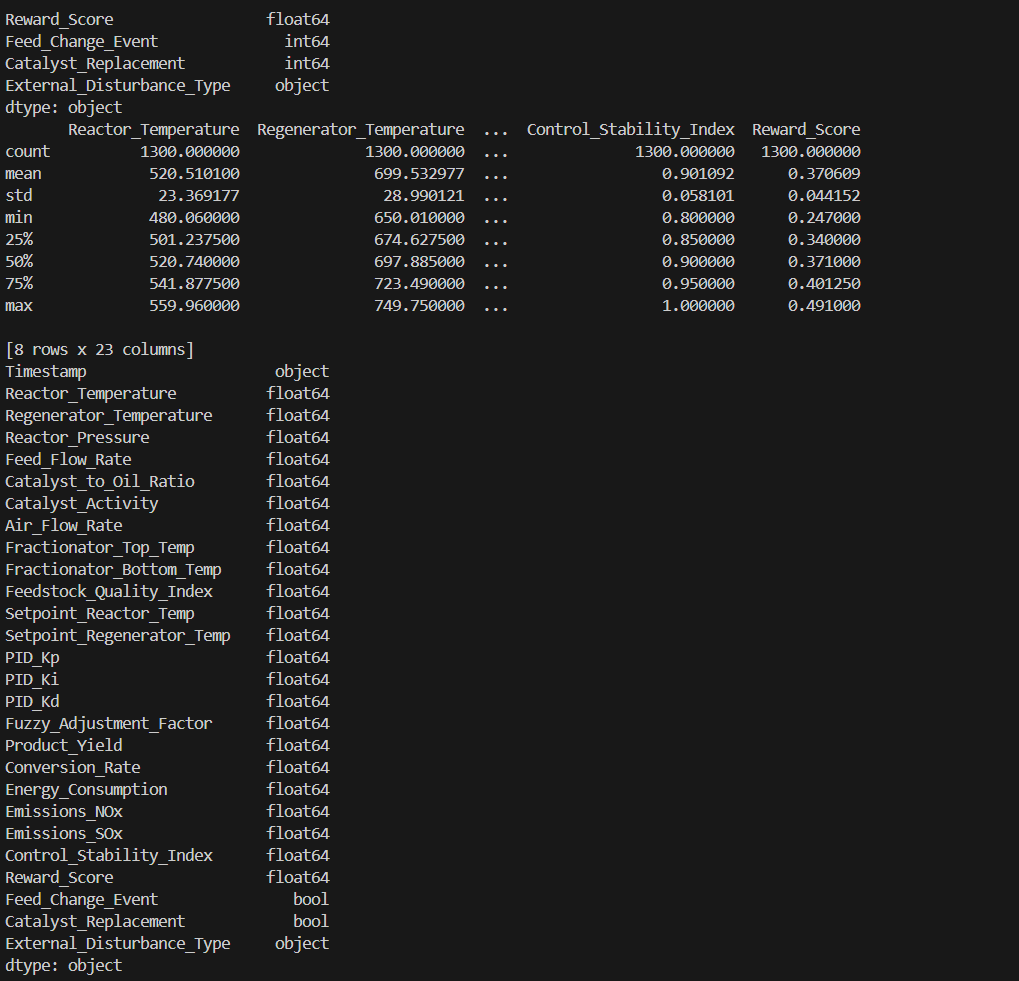 Reward_Score                 float64
Feed_Change_Event              int64
Catalyst_Replacement           int64
External_Disturbance_Type     object
dtype: object
       Reactor_Temperature  Regenerator_Temperature  ...  Control_Stability_Index  Reward_Score
count          1300.000000              1300.000000  ...              1300.000000   1300.000000
mean            520.510100               699.532977  ...                 0.901092      0.370609
std              23.369177                28.990121  ...                 0.058101      0.044152
min             480.060000               650.010000  ...                 0.800000      0.247000
25%             501.237500               674.627500  ...                 0.850000      0.340000
50%             520.740000               697.885000  ...                 0.900000      0.371000
75%             541.877500               723.490000  ...                 0.950000      0.401250
max             559.960000               749.750000  ...                 1.000000      0.491000

[8 rows x 23 columns]
Timestamp                     object
Reactor_Temperature          float64
Regenerator_Temperature      float64
Reactor_Pressure             float64
Feed_Flow_Rate               float64
Catalyst_to_Oil_Ratio        float64
Catalyst_Activity            float64
Air_Flow_Rate                float64
Fractionator_Top_Temp        float64
Fractionator_Bottom_Temp     float64
Feedstock_Quality_Index      float64
Setpoint_Reactor_Temp        float64
Setpoint_Regenerator_Temp    float64
PID_Kp                       float64
PID_Ki                       float64
PID_Kd                       float64
Fuzzy_Adjustment_Factor      float64
Product_Yield                float64
Conversion_Rate              float64
Energy_Consumption           float64
Emissions_NOx                float64
Emissions_SOx                float64
Control_Stability_Index      float64
Reward_Score                 float64
Feed_Change_Event               bool
Catalyst_Replacement            bool
External_Disturbance_Type     object
dtype: object